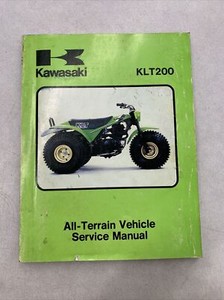 Kawasaki
KLT200
All-Terrain Vehicle
Service Manual